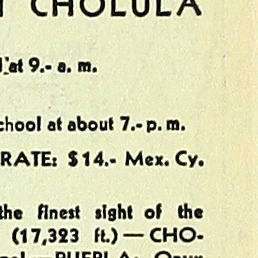 CHOLULA
at 9.- a. m.
chool at about 7.- p. m.
RATE: $14.- Mex. Cy.
the finest sight of the
(17,323 ft.) — CHO-